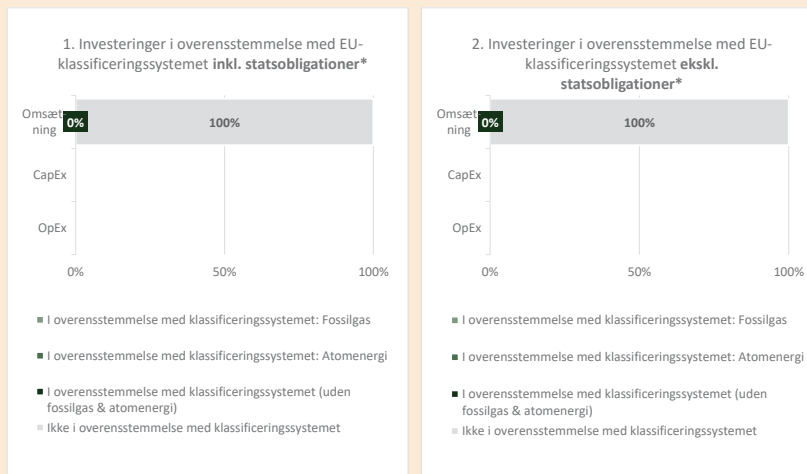 1. Investeringer i overensstemmelse med EU-
klassificeringssystemet inkl. statsobligationer*
Omsæt-
ning
0%
100%
CapEx
OpEx
0%
50%
100%
I overensstemmelse med klassificeringssystemet: Fossilgas
I overensstemmelse med klassificeringssystemet: Atomenergi
I overensstemmelse med klassificeringssystemet (uden
fossilgas & atomenergi)
Ikke i overensstemmelse med klassificeringssystemet
2. Investeringer i overensstemmelse med EU-
klassificeringssystemet ekskl.
statsobligationer*
Omsæt-
ning
0%
100%
CapEx
OpEx
0%
50%
100%
I overensstemmelse med klassificeringssystemet: Fossilgas
I overensstemmelse med klassificeringssystemet: Atomenergi
I overensstemmelse med klassificeringssystemet (uden
fossilgas & atomenergi)
Ikke i overensstemmelse med klassificeringssystemet